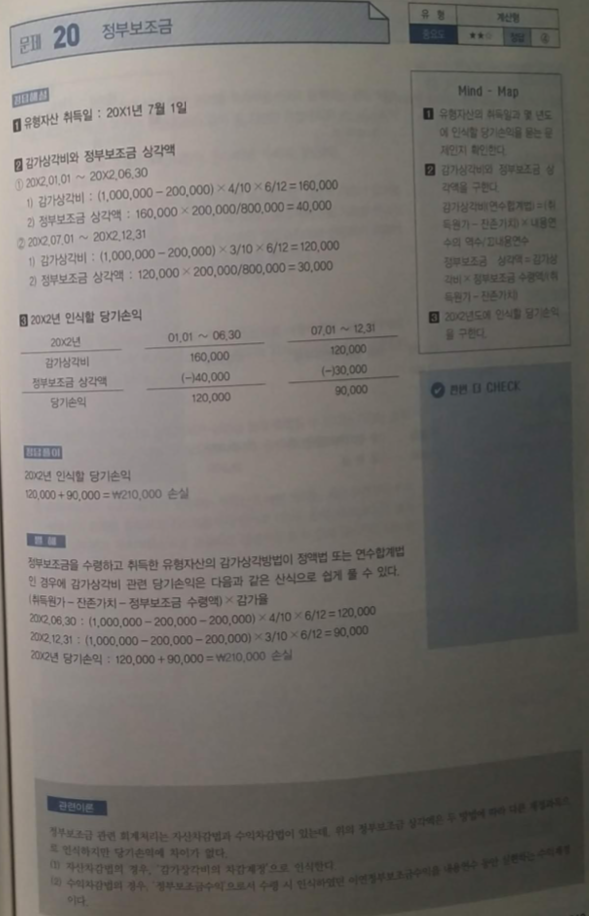 문제 20 정부보조금
유 형 계산형
중요도 ★★☆ 정답 ④
정답해설
1 유형자산 취득일 : 20X1년 7월 1일
2 감가상각비와 정부보조금 상각액
① 20X2.01.01 ~ 20X2.06.30
1) 감가상각비 : (1,000,000 - 200,000) × 4/10 × 6/12 = 160,000
2) 정부보조금 상각액 : 160,000 × 200,000/800,000 = 40,000
② 20X2.07.01 ~ 20X2.12.31
1) 감가상각비 : (1,000,000 - 200,000) × 3/10 × 6/12 = 120,000
2) 정부보조금 상각액 : 120,000 × 200,000/800,000 = 30,000
3 20X2년 인식할 당기손익
20X2년 01.01 ~ 06.30 07.01 ~ 12.31
감가상각비 160,000 120,000
정부보조금 상각액 (-)40,000 (-)30,000
당기손익 120,000 90,000
정답풀이
20X2년 인식할 당기손익
120,000 + 90,000 = ₩210,000 손실
별 해
정부보조금을 수령하고 취득한 유형자산의 감가상각방법이 정액법 또는 연수합계법
인 경우에 감가상각비 관련 당기손익은 다음과 같은 산식으로 쉽게 풀 수 있다.
(취득원가 - 잔존가치 - 정부보조금 수령액) × 감가율
20X2.06.30 : (1,000,000 - 200,000 - 200,000) × 4/10 × 6/12 = 120,000
20X2.12.31 : (1,000,000 - 200,000 - 200,000) × 3/10 × 6/12 = 90,000
20X2년 당기손익 : 120,000 + 90,000 = ₩210,000 손실
Mind - Map
1 유형자산의 취득일과 몇 년도
에 인식할 당기손익을 묻는 문
제인지 확인한다.
2 감가상각비와 정부보조금 상
각액을 구한다.
감가상각비(연수합계법) = (취
득원가 - 잔존가치) × 내용연
수의 역수/Σ내용연수
정부보조금 상각액 = 감가상
각비 × 정부보조금 수령액/(취
득원가 - 잔존가치)
3 20X2년도에 인식할 당기손익
을 구한다.
한번 더 CHECK
관련이론
정부보조금 관련 회계처리는 자산차감법과 수익차감법이 있는데, 위의 정부보조금 상각액은 두 방법에 따라 다른 계정과목으
로 인식하지만 당기손익에 차이가 없다.
(1) 자산차감법의 경우, '감가상각비의 차감계정'으로 인식한다.
(2) 수익차감법의 경우, '정부보조금수익'으로서 수령 시 인식하였던 이연정부보조금수익을 내용연수 동안 실현하는 수익계정
이다.